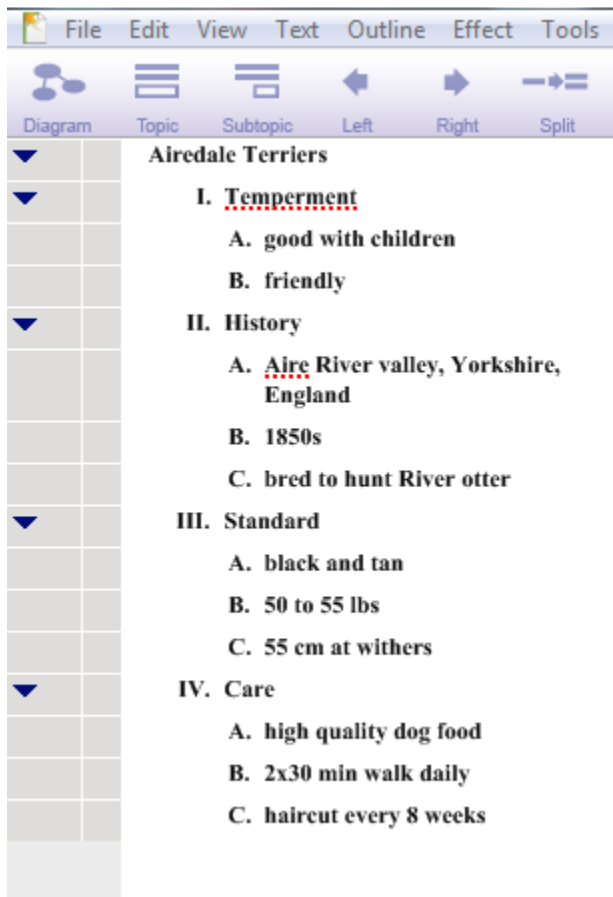 File Edit View Text Outline Effect Tools
Diagram Topic Subtopic Left Right Split
Airedale Terriers
I. Temperment
A. good with children
B. friendly
II. History
A. Aire River valley, Yorkshire,
England
B. 1850s
C. bred to hunt River otter
III. Standard
A. black and tan
B. 50 to 55 lbs
C. 55 cm at withers
IV. Care
A. high quality dog food
B. 2x30 min walk daily
C. haircut every 8 weeks